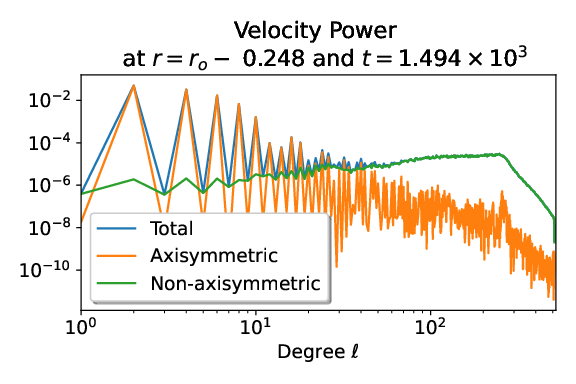 Velocity Power
at r = r_o − 0.248 and t = 1.494 × 10^3
10^−2
10^−4
10^−6
10^−8
10^−10
Total
Axisymmetric
Non-axisymmetric
10^0 10^1 10^2
Degree ℓ